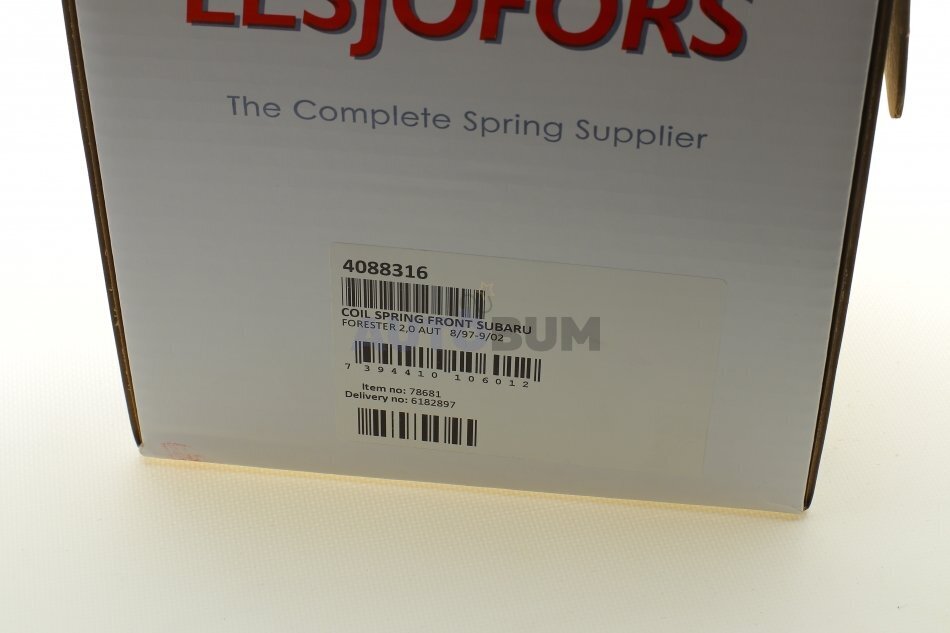 LESJÖFORS
The Complete Spring Supplier
4088316
COIL SPRING FRONT SUBARU
FORESTER 2,0 AUT 8/97-9/02
AUTOBUM
7 394410 106012
Item no: 78681
Delivery no: 6182897